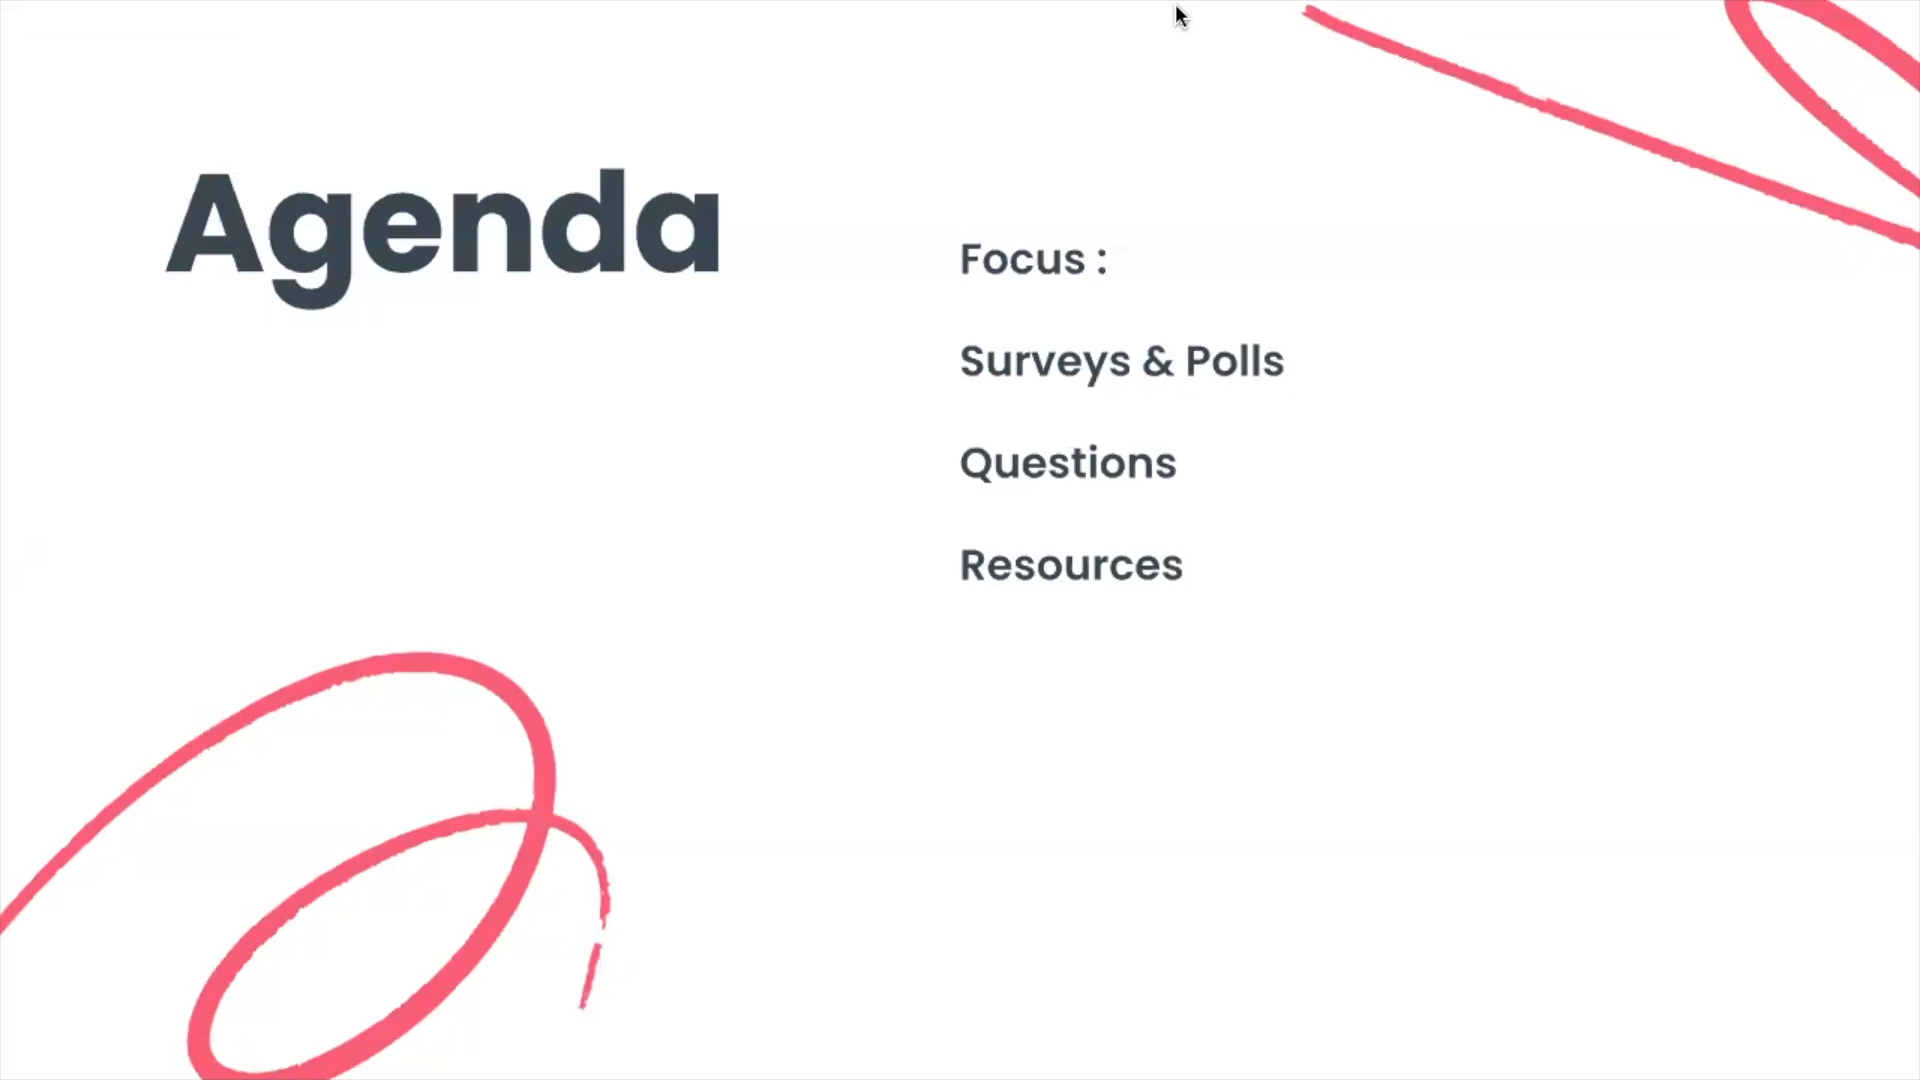 Agenda
Focus :
Surveys & Polls
Questions
Resources